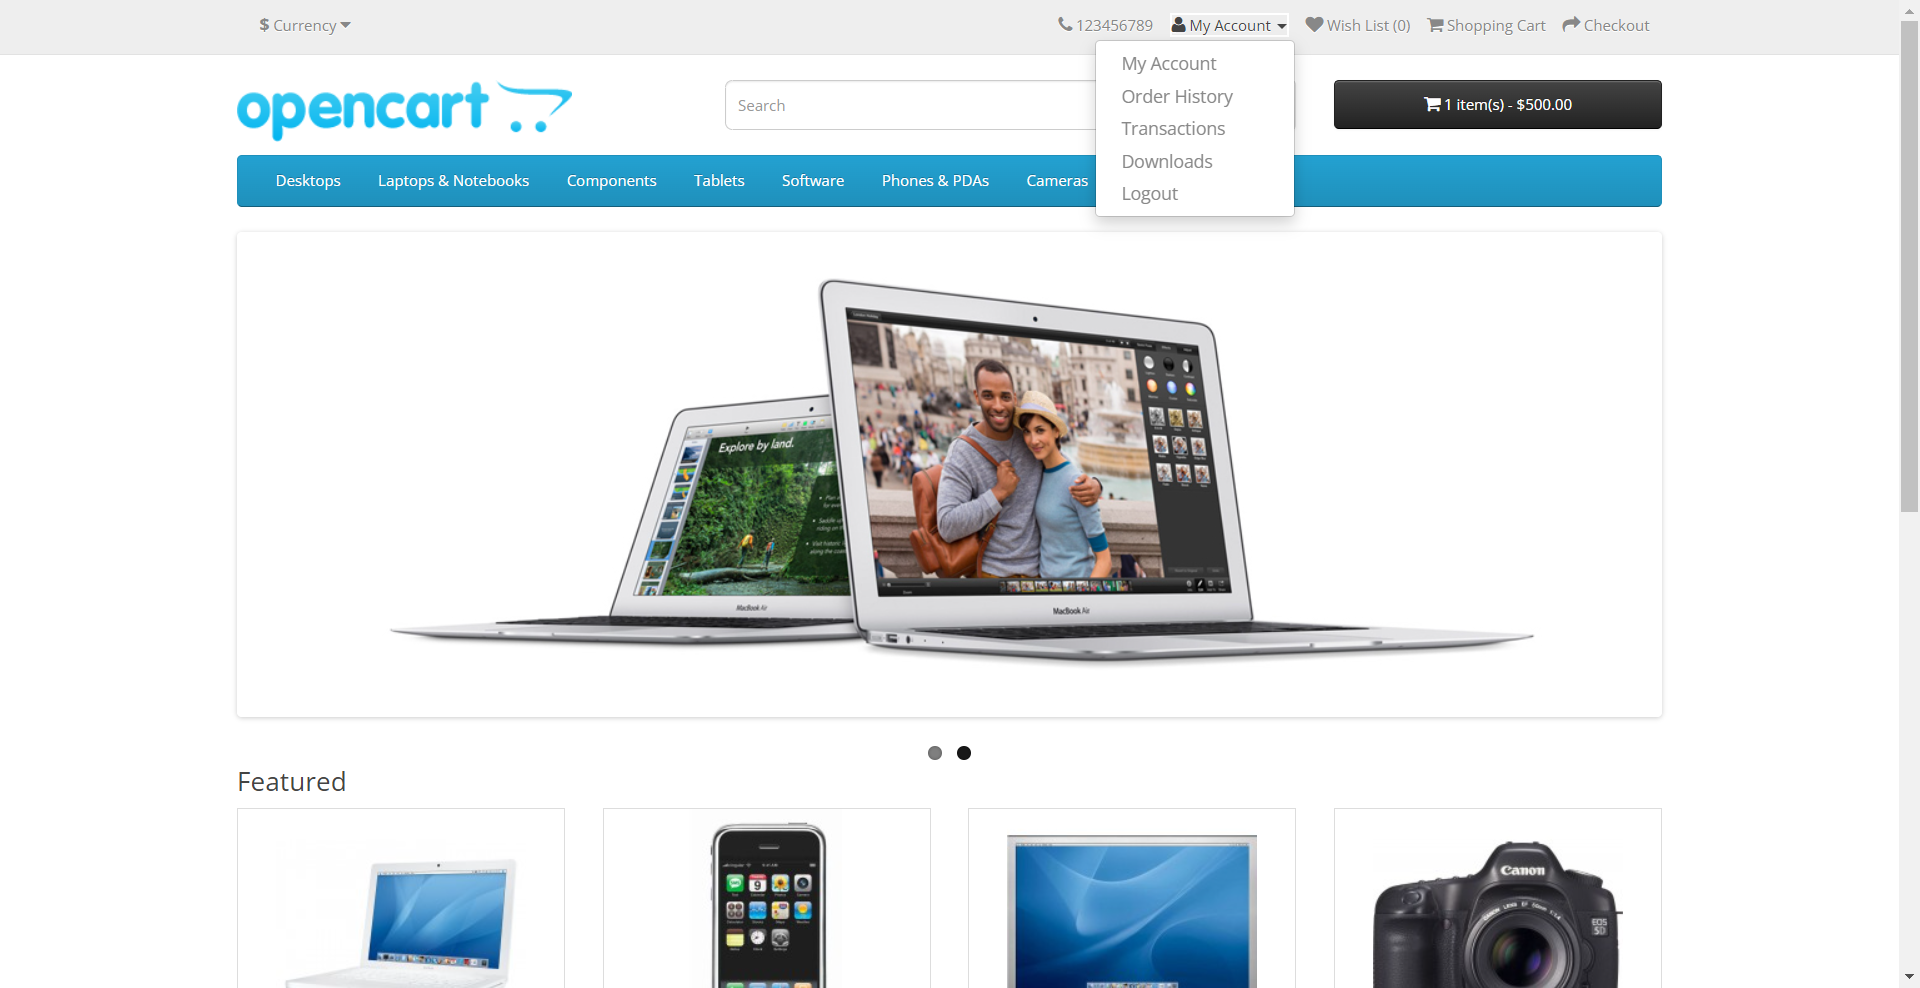 $ Currency
123456789
My Account
Wish List (0)
Shopping Cart
Checkout
My Account
Order History
Transactions
Downloads
Logout
opencart
Search
1 item(s) - $500.00
Desktops
Laptops & Notebooks
Components
Tablets
Software
Phones & PDAs
Cameras
Explore by land.
MacBook Air
MacBook Air
Featured
Canon
EOS
5D